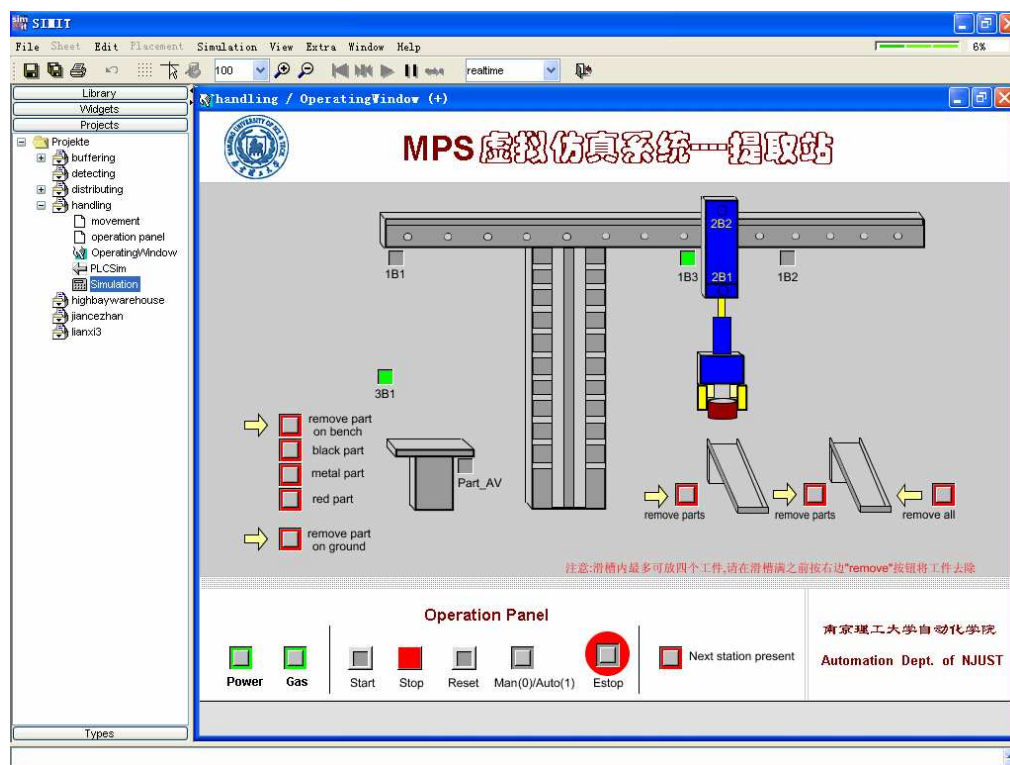 SIMIT
File Sheet Edit Placement Simulation View Extra Window Help
6%
100
realtime
Library
Widgets
Projects
Projekte
buffering
detecting
distributing
handling
movement
operation panel
OperatingWindow
PLCSim
Simulation
highbaywarehouse
jiancezhan
lianxi3
Types
handling / OperatingWindow (+)
MPS虚拟仿真系统---提取站
2B2
1B1
1B3
2B1
1B2
3B1
remove part
on bench
black part
metal part
red part
remove part
on ground
Part_AV
remove parts
remove parts
remove all
注意:滑槽内最多可放四个工件,请在滑槽满之前按右边"remove"按钮将工件去除
Operation Panel
Power
Gas
Start
Stop
Reset
Man(0)/Auto(1)
Estop
Next station present
南京理工大学自动化学院
Automation Dept. of NJUST